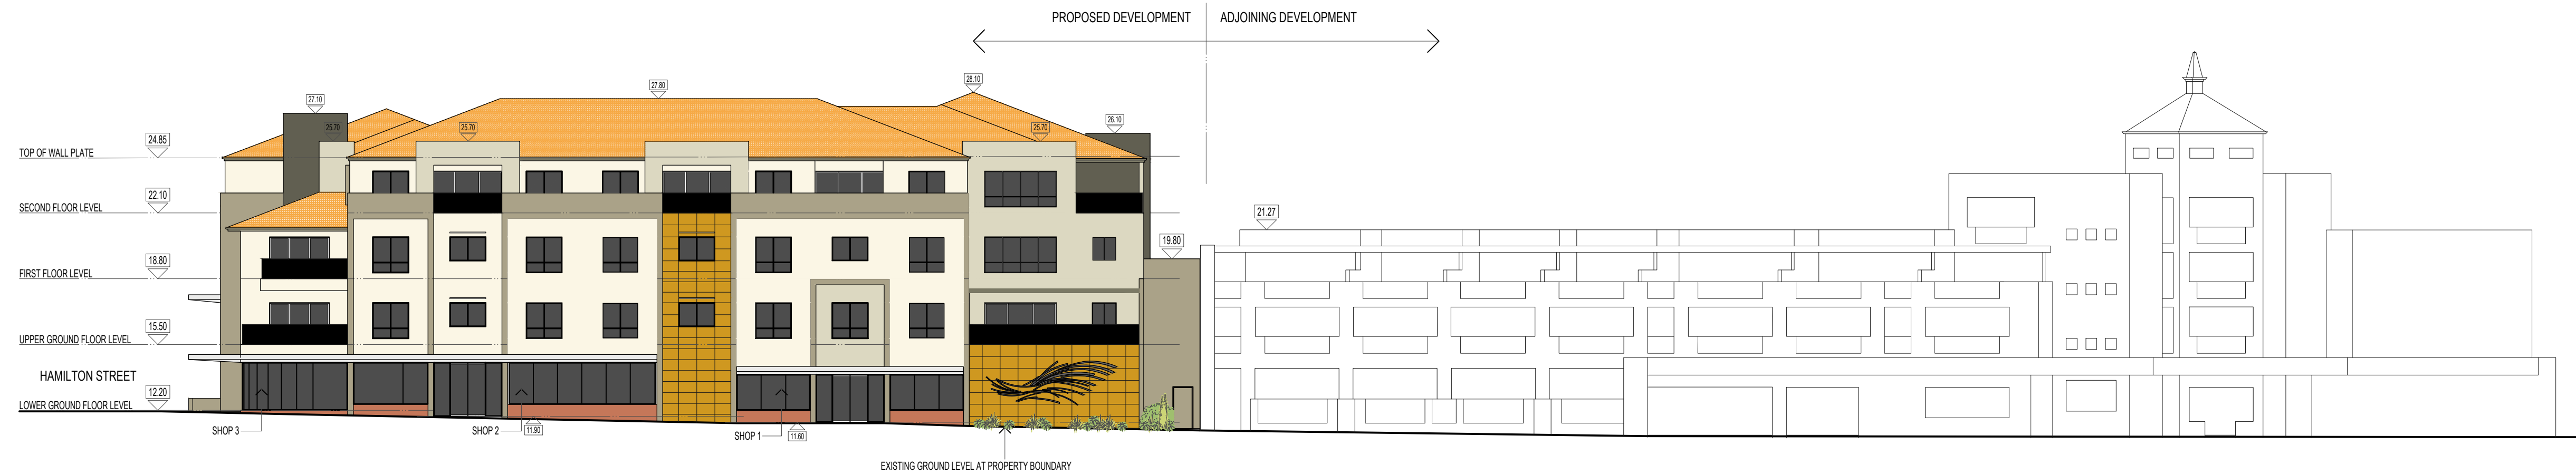 PROPOSED DEVELOPMENT
ADJOINING DEVELOPMENT
27.10
27.80
28.10
25.70
25.70
25.70
26.10
24.85
TOP OF WALL PLATE
22.10
SECOND FLOOR LEVEL
21.27
19.80
18.80
FIRST FLOOR LEVEL
15.50
UPPER GROUND FLOOR LEVEL
HAMILTON STREET
12.20
LOWER GROUND FLOOR LEVEL
SHOP 3
SHOP 2
11.90
SHOP 1
11.60
EXISTING GROUND LEVEL AT PROPERTY BOUNDARY